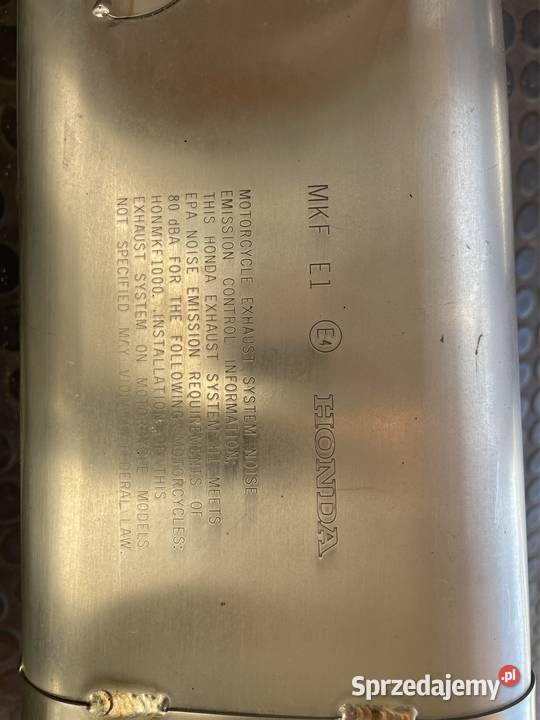 MKF E1 E4 HONDA
MOTORCYCLE EXHAUST SYSTEM NOISE
EMISSION CONTROL INFORMATION:
THIS HONDA EXHAUST SYSTEM IT MEETS
EPA NOISE EMISSION REQUIREMENTS OF
80 dBA FOR THE FOLLOWING MOTORCYCLES:
HONMKF1000. INSTALLATION OF THIS
EXHAUST SYSTEM ON MOTORCYCLE MODELS
NOT SPECIFIED MAY VIOLATE FEDERAL LAW.
Sprzedajemy.pl